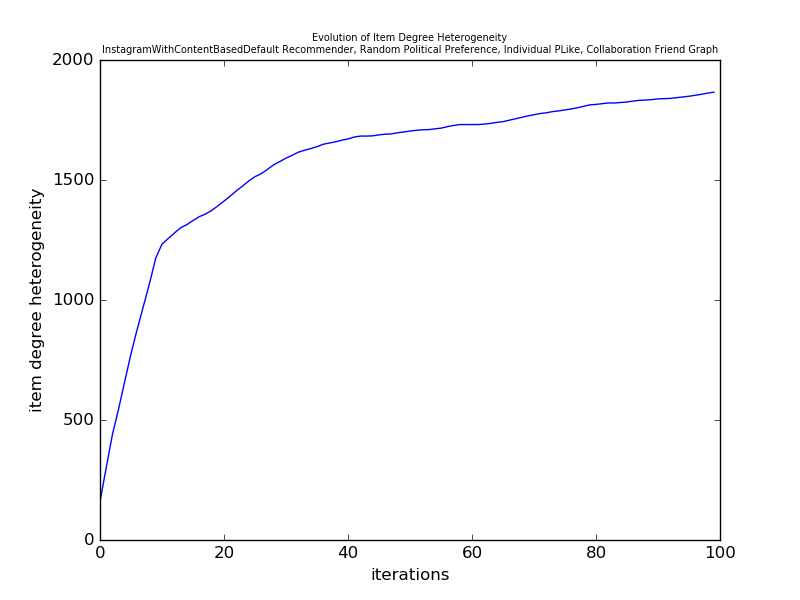 Evolution of Item Degree Heterogeneity
InstagramWithContentBasedDefault Recommender, Random Political Preference, Individual PLike, Collaboration Friend Graph
2000
1500
1000
500
0
item degree heterogeneity
0 20 40 60 80 100
iterations